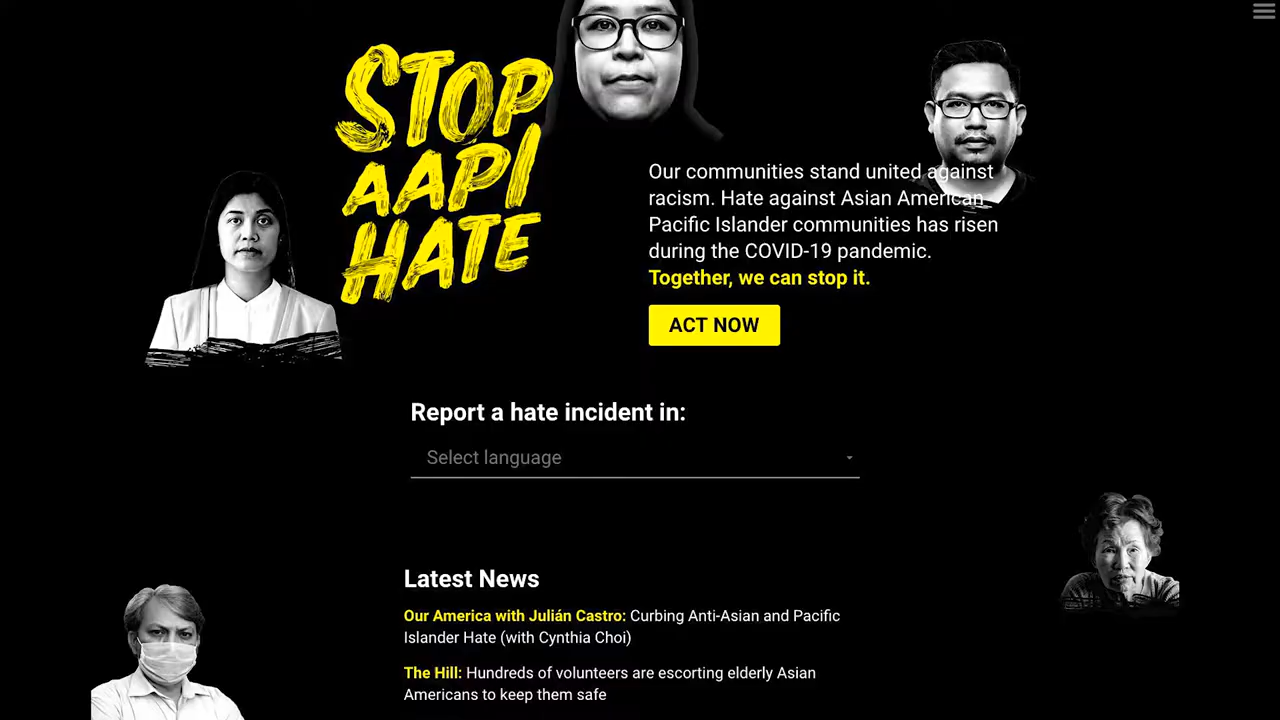 STOP
AAPI
HATE
Our communities stand united against
racism. Hate against Asian American
Pacific Islander communities has risen
during the COVID-19 pandemic.
Together, we can stop it.
ACT NOW
Report a hate incident in:
Select language
Latest News
Our America with Julián Castro: Curbing Anti-Asian and Pacific
Islander Hate (with Cynthia Choi)
The Hill: Hundreds of volunteers are escorting elderly Asian
Americans to keep them safe